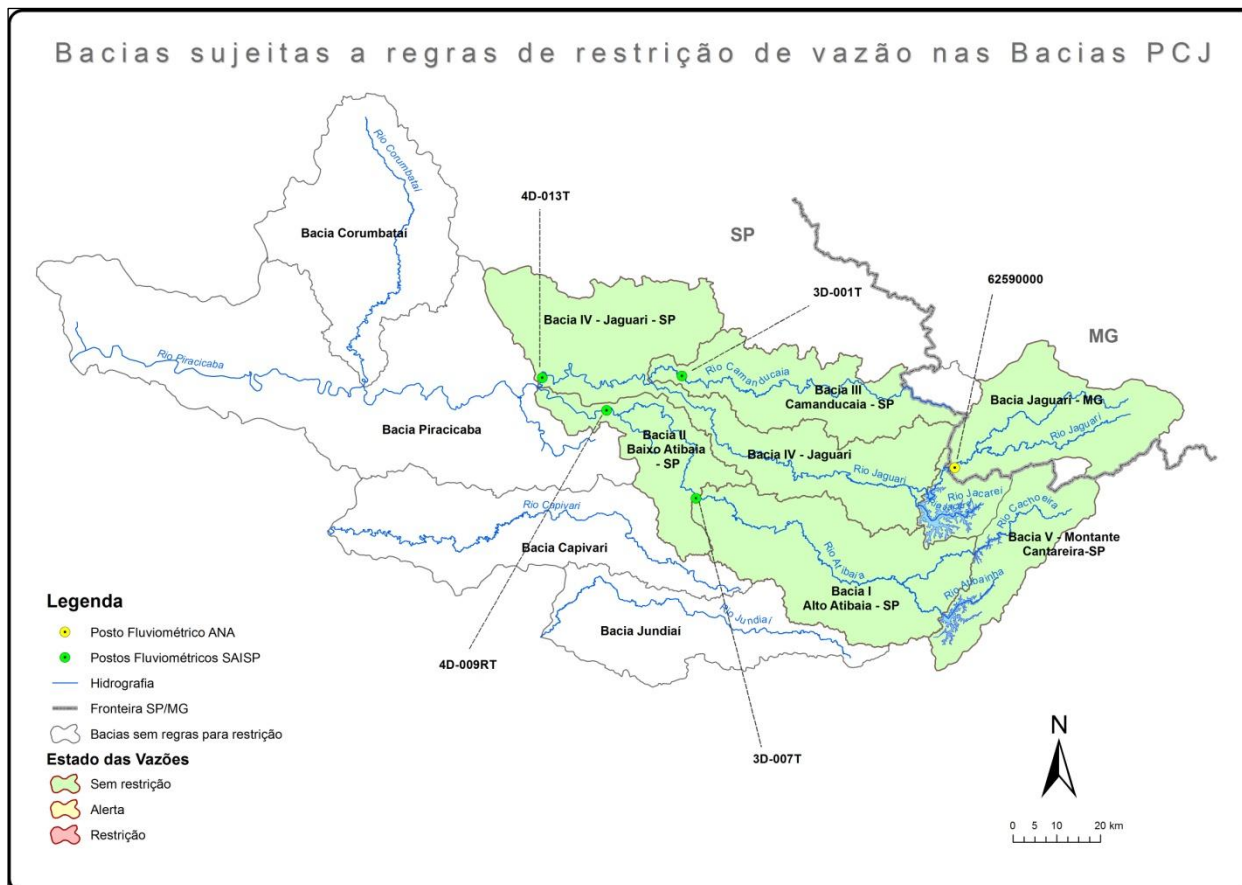 Bacias sujeitas a regras de restrição de vazão nas Bacias PCJ
4D-013T
SP
3D-001T
62590000
MG
Rio Corumbataí
Bacia Corumbataí
Bacia IV - Jaguari - SP
Rio Piracicaba
Rio Camanducaia
Bacia III
Camanducaia - SP
Bacia Jaguari - MG
Rio Jaguari
Bacia Piracicaba
Bacia II
Baixo Atibaia
- SP
Bacia IV - Jaguari
Rio Jaguari
Rio Jacareí
Rio Cachoeira
Rio Capivari
Bacia Capivari
Rio Atibaia
Bacia V - Montante
Cantareira-SP
Rio Atibainha
Bacia I
Alto Atibaia - SP
Rio Jundiaí
Bacia Jundiaí
4D-009RT
3D-007T
Legenda
Posto Fluviométrico ANA
Postos Fluviométricos SAISP
Hidrografia
Fronteira SP/MG
Bacias sem regras para restrição
Estado das Vazões
Sem restrição
Alerta
Restrição
N
0 5 10 20 km